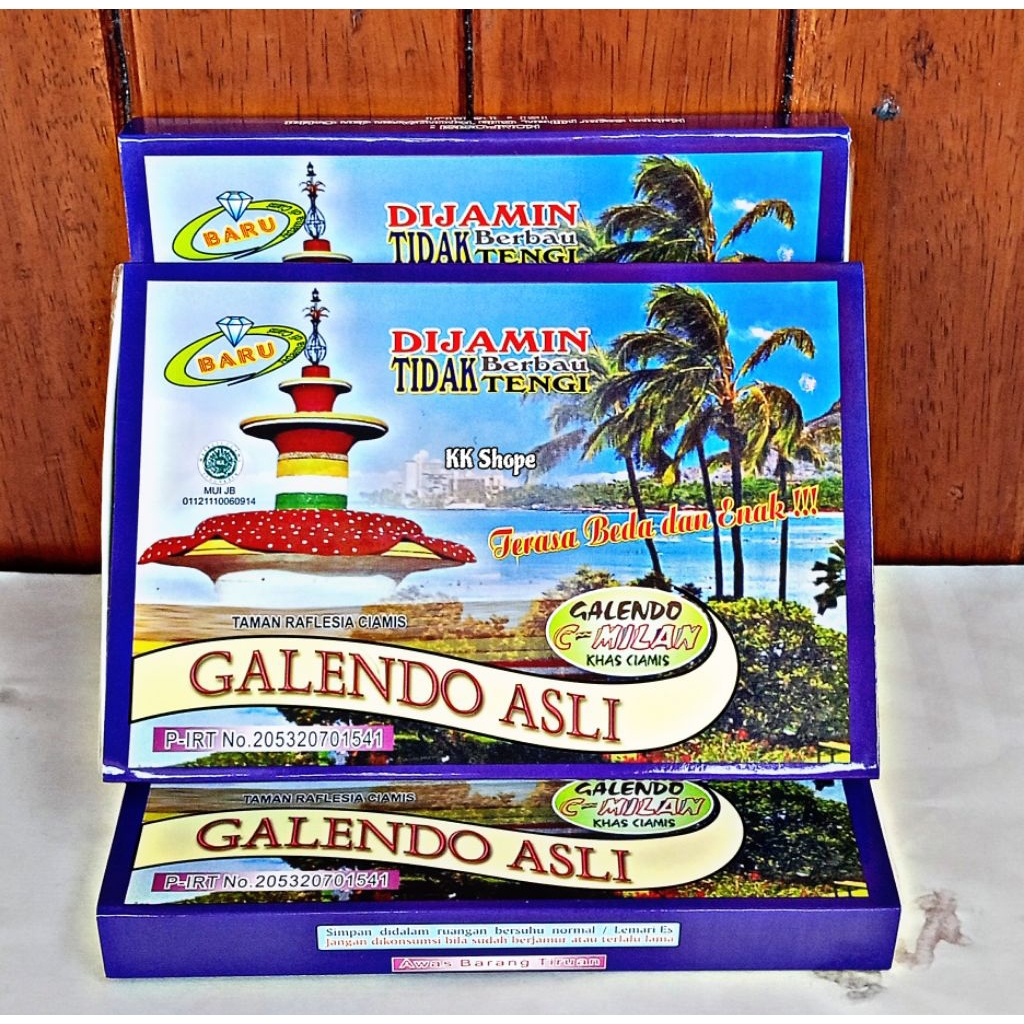 KOMPOSISI :
BARU
DIJAMIN
TIDAK Berbau
TENGI
BARU
DIJAMIN
TIDAK Berbau
TENGI
KK Shope
MUI JB
01121110060914
Terasa Beda dan Enak !!!
TAMAN RAFLESIA CIAMIS
GALENDO
C-MILAN
KHAS CIAMIS
GALENDO ASLI
P-IRT No.205320701541
TAMAN RAFLESIA CIAMIS
GALENDO
C-MILAN
KHAS CIAMIS
GALENDO ASLI
P-IRT No.205320701541
Simpan didalam ruangan bersuhu normal / Lemari Es
Jangan dikonsumsi bila sudah berjamur atau terlalu lama
Awas Barang Tiruan